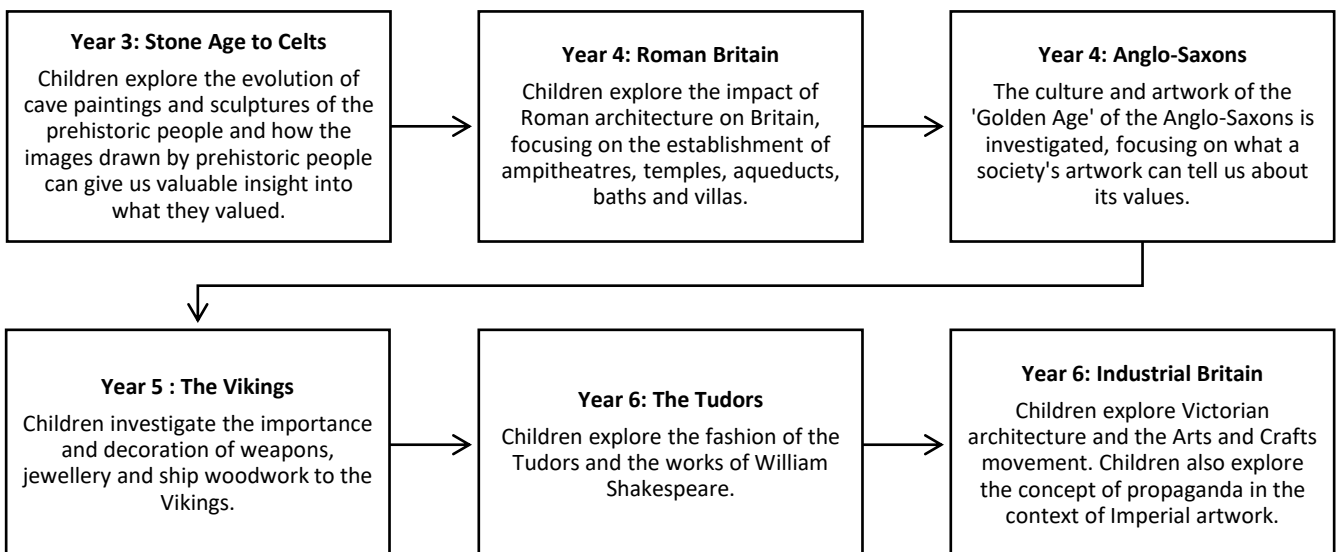 Year 3: Stone Age to Celts
Children explore the evolution of
cave paintings and sculptures of the
prehistoric people and how the
images drawn by prehistoric people
can give us valuable insight into
what they valued.
Year 4: Roman Britain
Children explore the impact of
Roman architecture on Britain,
focusing on the establishment of
ampitheatres, temples, aqueducts,
baths and villas.
Year 4: Anglo-Saxons
The culture and artwork of the
'Golden Age' of the Anglo-Saxons is
investigated, focusing on what a
society's artwork can tell us about
its values.
Year 5 : The Vikings
Children investigate the importance
and decoration of weapons,
jewellery and ship woodwork to the
Vikings.
Year 6: The Tudors
Children explore the fashion of the
Tudors and the works of William
Shakespeare.
Year 6: Industrial Britain
Children explore Victorian
architecture and the Arts and Crafts
movement. Children also explore
the concept of propaganda in the
context of Imperial artwork.